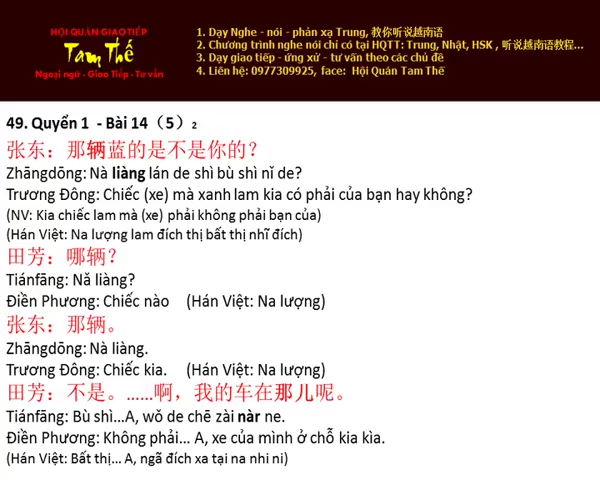 HỘI QUÁN GIAO TIẾP
Tam Thế
Ngoại ngữ - Giao Tiếp - Tư vấn
1. Dạy Nghe - nói - phản xạ Trung, 教你听说越南语
2. Chương trình nghe nói chỉ có tại HQTT: Trung, Nhật, HSK , 听说越南语教程...
3. Dạy giao tiếp - ứng xử - tư vấn theo các chủ đề
4. Liên hệ: 0977309925, face: Hội Quán Tam Thế
49. Quyển 1 - Bài 14（5）2
张东：那辆蓝的是不是你的？
Zhāngdōng: Nà liàng lán de shì bù shì nǐ de?
Trương Đông: Chiếc (xe) mà xanh lam kia có phải của bạn hay không?
(NV: Kia chiếc lam mà (xe) phải không phải bạn của)
(Hán Việt: Na lượng lam đích thị bất thị nhĩ đích)
田芳：哪辆？
Tiánfāng: Nǎ liàng?
Điền Phương: Chiếc nào (Hán Việt: Na lượng)
张东：那辆。
Zhāngdōng: Nà liàng.
Trương Đông: Chiếc kia. (Hán Việt: Na lượng)
田芳：不是。……啊，我的车在那儿呢。
Tiánfāng: Bù shì...A, wǒ de chē zài nàr ne.
Điền Phương: Không phải... A, xe của mình ở chỗ kia kìa.
(Hán Việt: Bất thị... A, ngã đích xa tại na nhi ni)